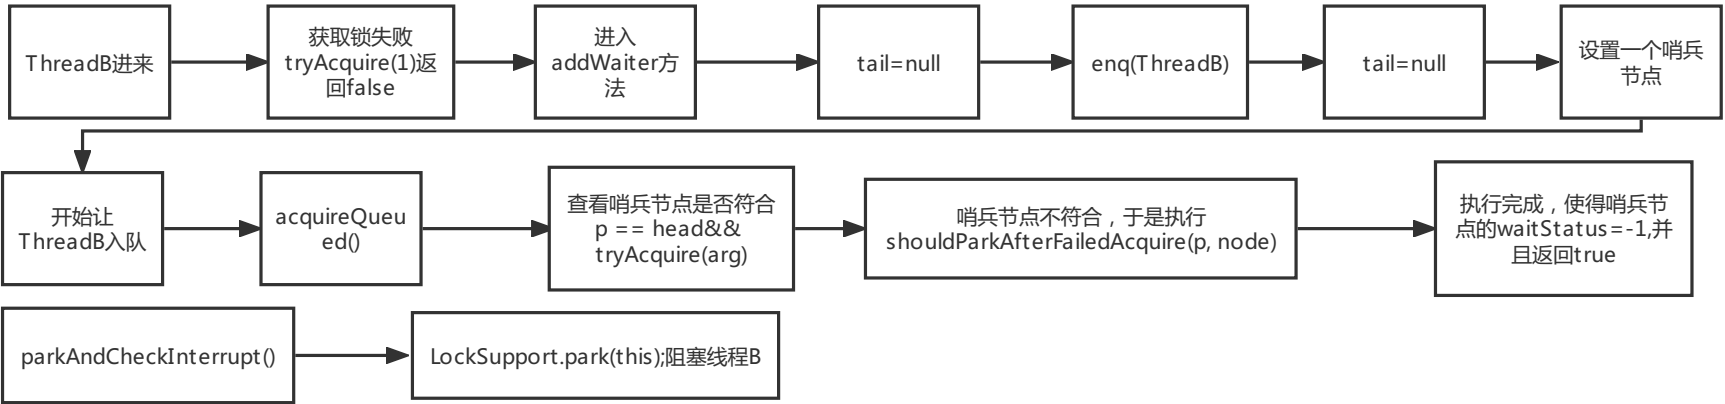 ThreadB进来
获取锁失败
tryAcquire(1)返
回false
进入
addWaiter方
法
tail=null
enq(ThreadB)
tail=null
设置一个哨兵
节点
开始让
ThreadB入队
acquireQueu
ed()
查看哨兵节点是否符合
p == head&&
tryAcquire(arg)
哨兵节点不符合，于是执行
shouldParkAfterFailedAcquire(p, node)
执行完成，使得哨兵节
点的waitStatus=-1,并
且返回true
parkAndCheckInterrupt()
LockSupport.park(this);阻塞线程B